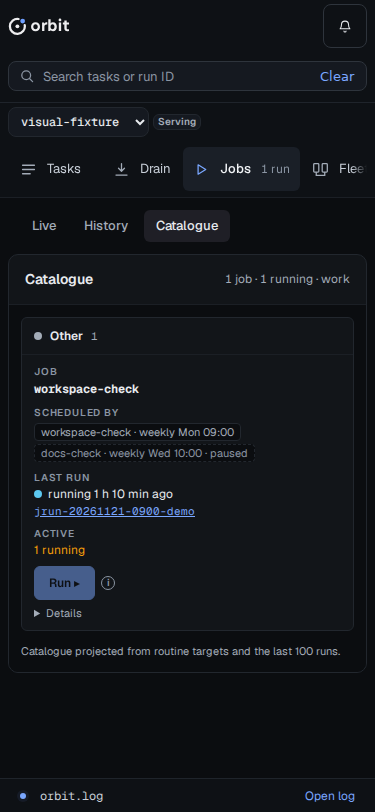 orbit
Search tasks or run ID Clear
visual-fixture Serving
Tasks Drain Jobs 1 run Flee
Live History Catalogue
Catalogue 1 job · 1 running · work
Other 1
JOB
workspace-check
SCHEDULED BY
workspace-check · weekly Mon 09:00
docs-check · weekly Wed 10:00 · paused
LAST RUN
running 1 h 10 min ago
jrun-20261121-0900-demo
ACTIVE
1 running
Run ▸
▶ Details
Catalogue projected from routine targets and the last 100 runs.
orbit.log Open log